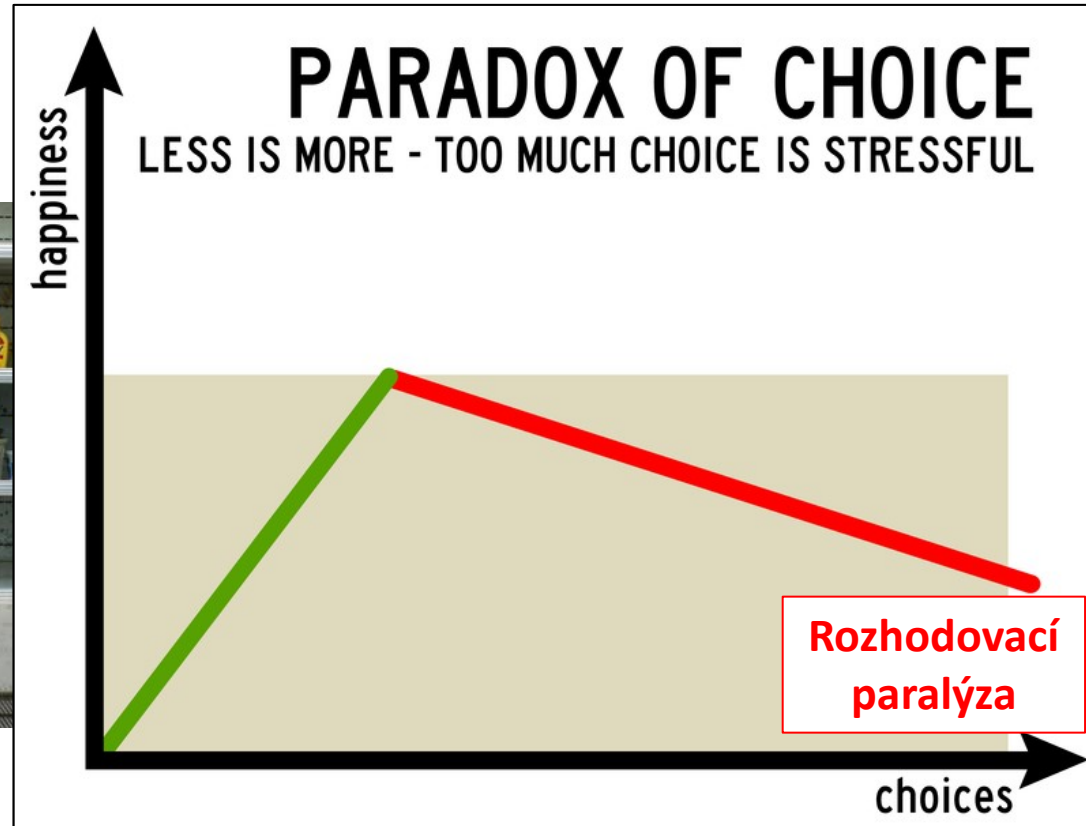 PARADOX OF CHOICE
LESS IS MORE - TOO MUCH CHOICE IS STRESSFUL
happiness
Rozhodovací
paralýza
choices